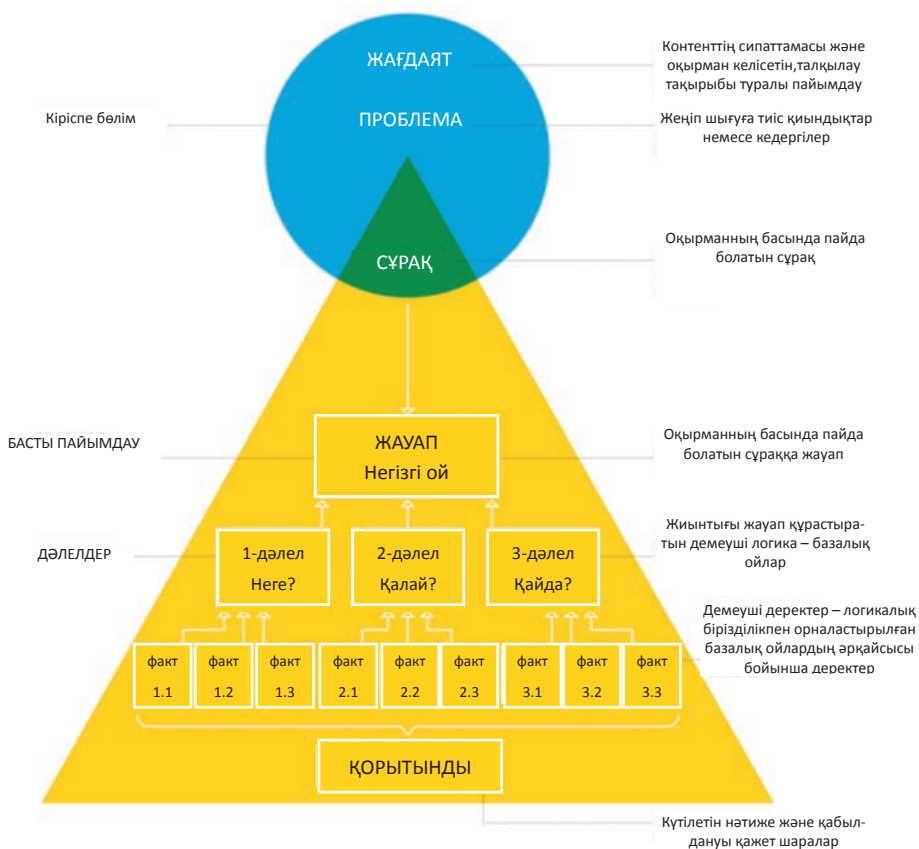 ЖАҒДАЯТ
Контенттің сипаттамасы және
оқырман келісетін,талқылау
тақырыбы туралы пайымдау
Кіріспе бөлім
ПРОБЛЕМА
Жеңіп шығуға тиіс қиындықтар
немесе кедергілер
СҰРАҚ
Оқырманның басында пайда
болатын сұрақ
БАСТЫ ПАЙЫМДАУ
ЖАУАП
Негізгі ой
Оқырманның басында пайда
болатын сұраққа жауап
ДӘЛЕЛДЕР
1-дәлел
Неге?
2-дәлел
Қалай?
3-дәлел
Қайда?
Жиынтығы жауап құрастыра-
тын демеуші логика – базалық
ойлар
Демеуші деректер – логикалық
бірізділікпен орналастырылған
базалық ойлардың әрқайсысы
бойынша деректер
факт
1.1
факт
1.2
факт
1.3
факт
2.1
факт
2.2
факт
2.3
факт
3.1
факт
3.2
факт
3.3
ҚОРЫТЫНДЫ
Күтілетін нәтиже және қабыл-
дануы қажет шаралар